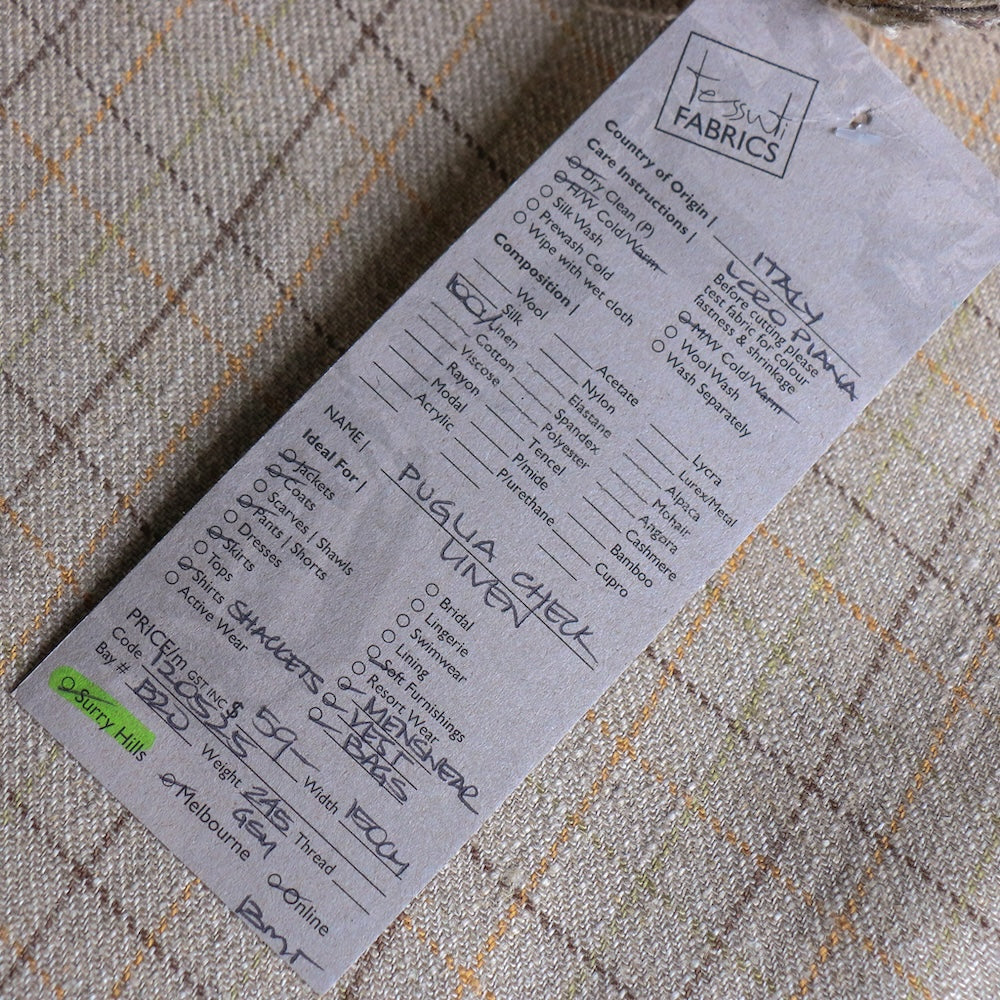 tessuti
FABRICS
Country of Origin | ITALY
LORO PIANA
Care Instructions | Before cutting please
test fabric for colour
fastness & shrinkage
Dry Clean (P)
H/W Cold/Warm
Silk Wash
Prewash Cold
Wipe with wet cloth
M/W Cold/Warm
Wool Wash
Wash Separately
Composition |
Wool
Silk
100% Linen
Cotton
Viscose
Rayon
Modal
Acrylic
Acetate
Nylon
Elastane
Spandex
Polyester
Tencel
P/mide
P/urethane
Lycra
Lurex/Metal
Alpaca
Mohair
Angora
Cashmere
Bamboo
Cupro
NAME | PUGLIA CHECK
LINEN
Ideal For |
Jackets
Coats
Scarves | Shawls
Pants | Shorts
Dresses
Skirts
Tops
Shirts SHACKETS
Active Wear
Bridal
Lingerie
Swimwear
Lining
Soft Furnishings
Resort Wear
MENSWEAR
VEST
BAGS
PRICE/m GST INC $ 59- Width 150CM
Code 120525 Weight 245 GSM Thread
Bay # B20
Surry Hills Melbourne Online